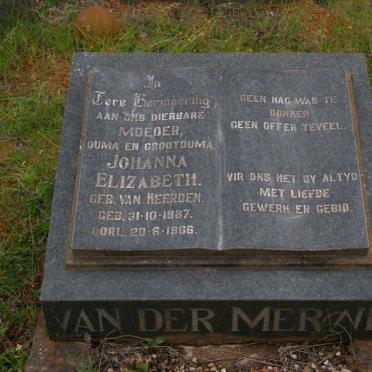 In
Tere Herinnering
AAN ONS DIERBARE
MOEDER,
OUMA EN GROOTOUMA
JOHANNA
ELIZABETH.
GEB. VAN HEERDEN.
GEB. 31-10-1887.
OORL. 20-6-1966.
GEEN NAG WAS TE
DONKER
GEEN OFFER TEVEEL..
VIR ONS HET SY ALTYD
MET LIEFDE
GEWERK EN GEBID.
VAN DER MERWE